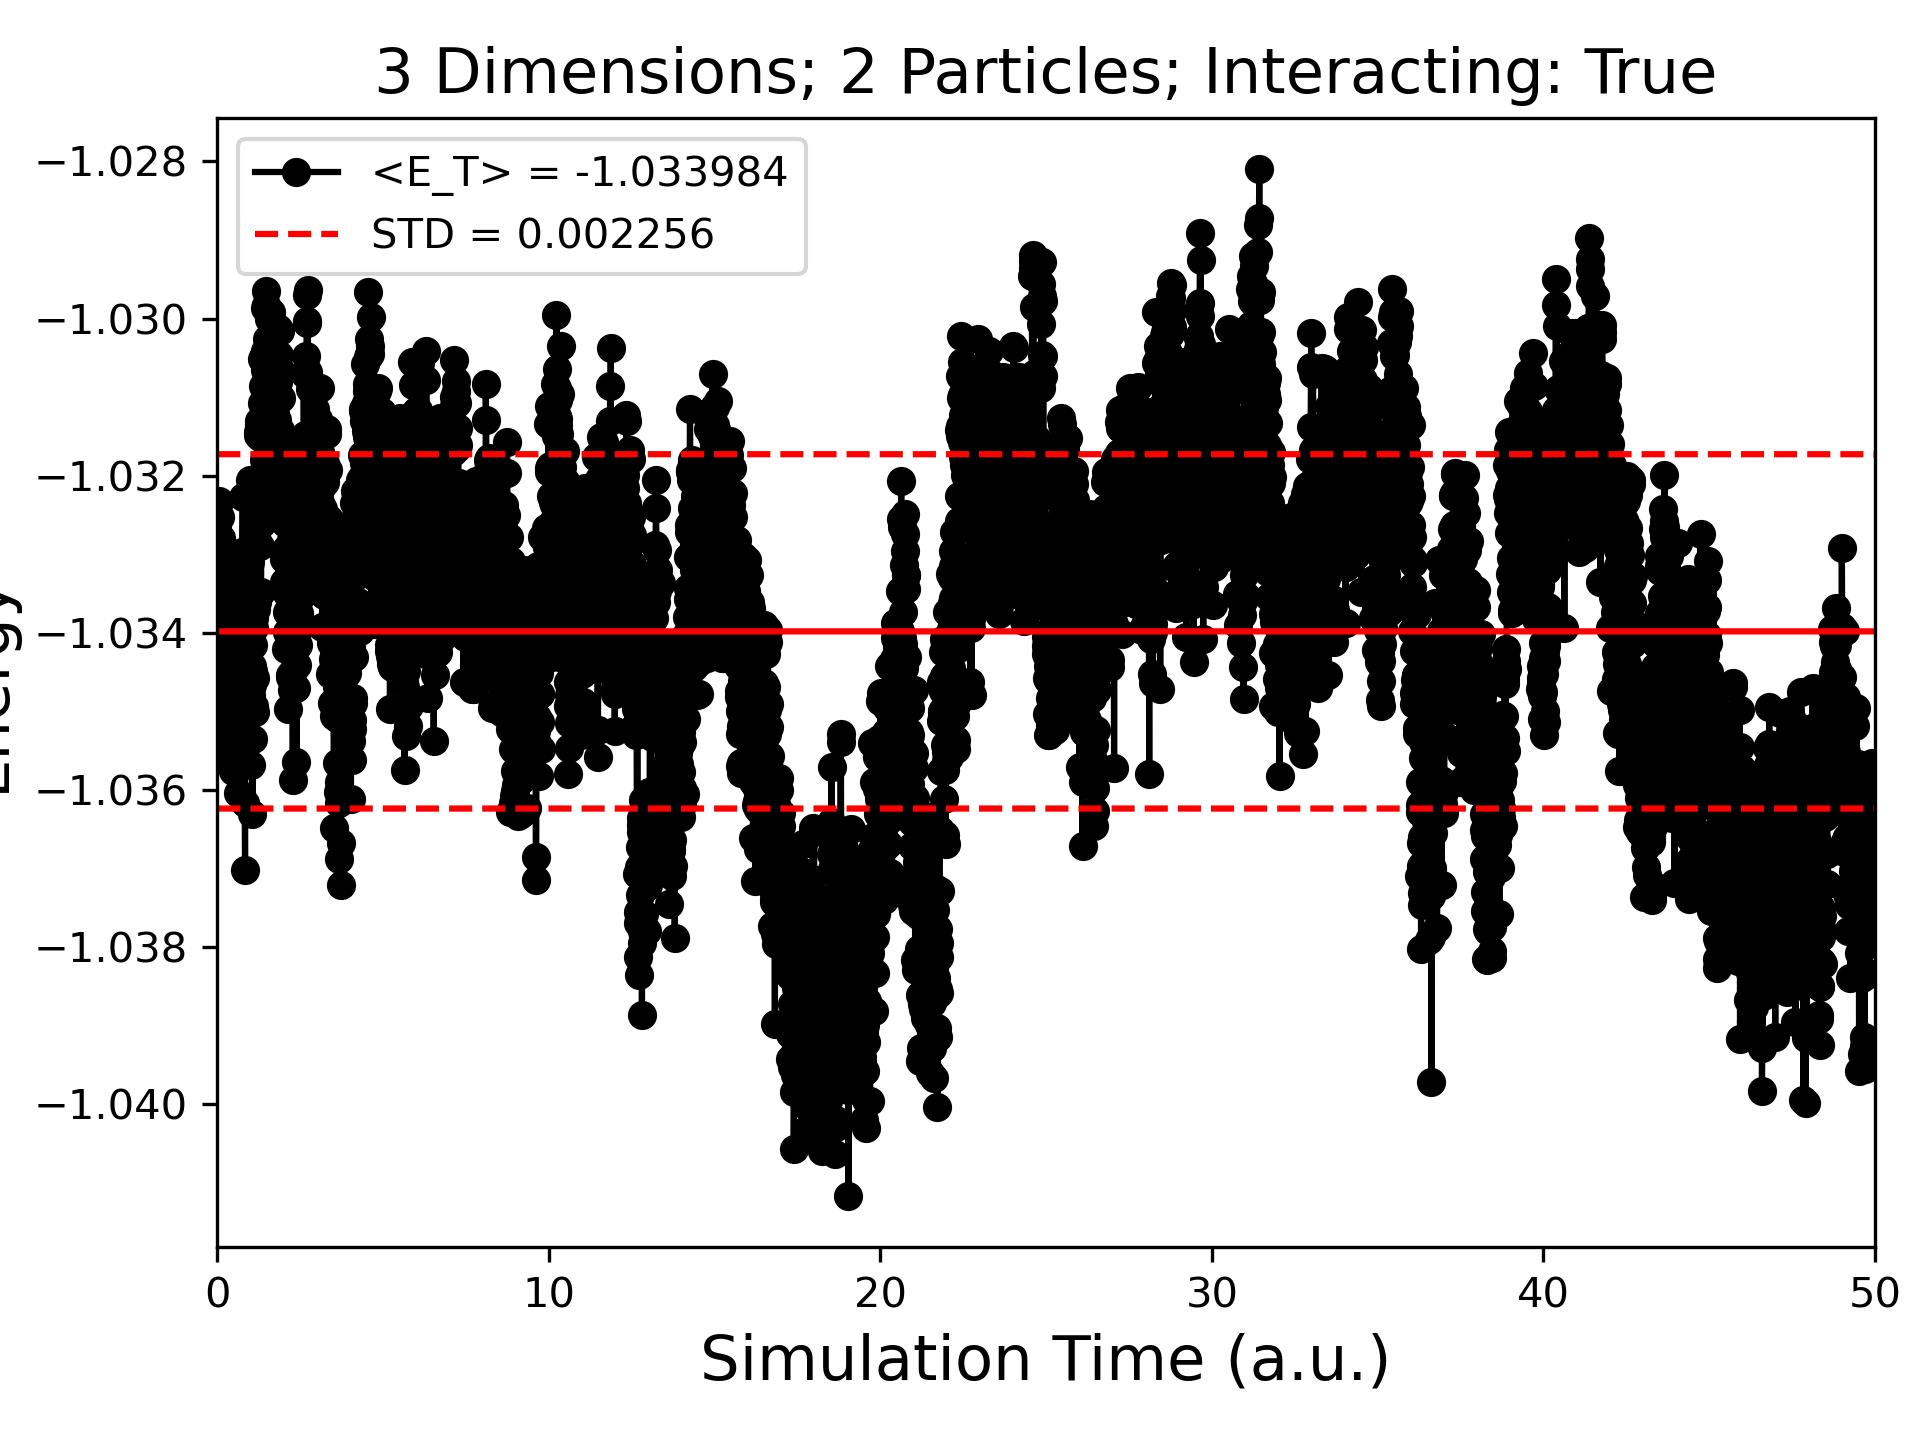 3 Dimensions; 2 Particles; Interacting: True
<E_T> = -1.033984
STD = 0.002256
−1.028
−1.030
−1.032
−1.034
−1.036
−1.038
−1.040
Energy
0 10 20 30 40 50
Simulation Time (a.u.)